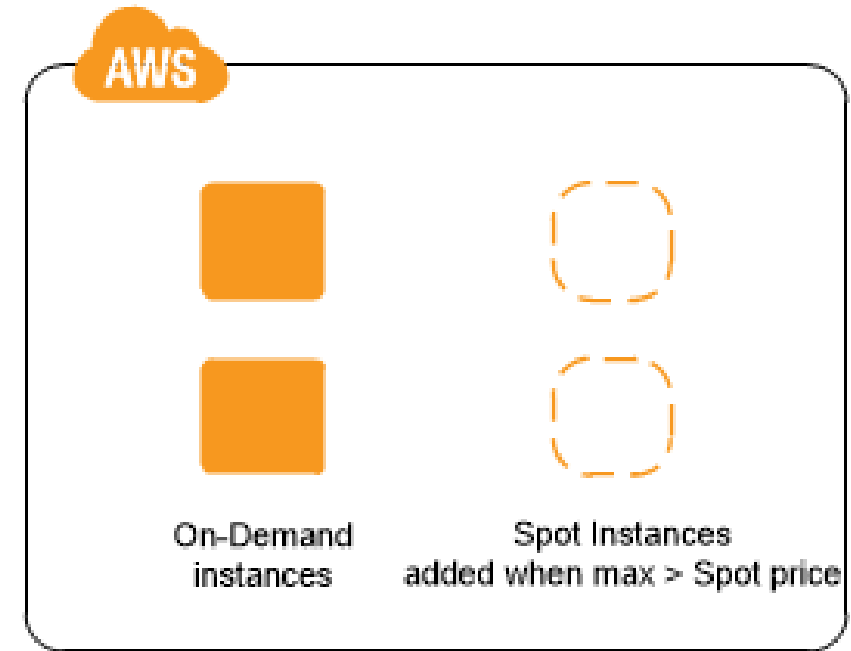 AWS
On-Demand
instances
Spot Instances
added when max > Spot price